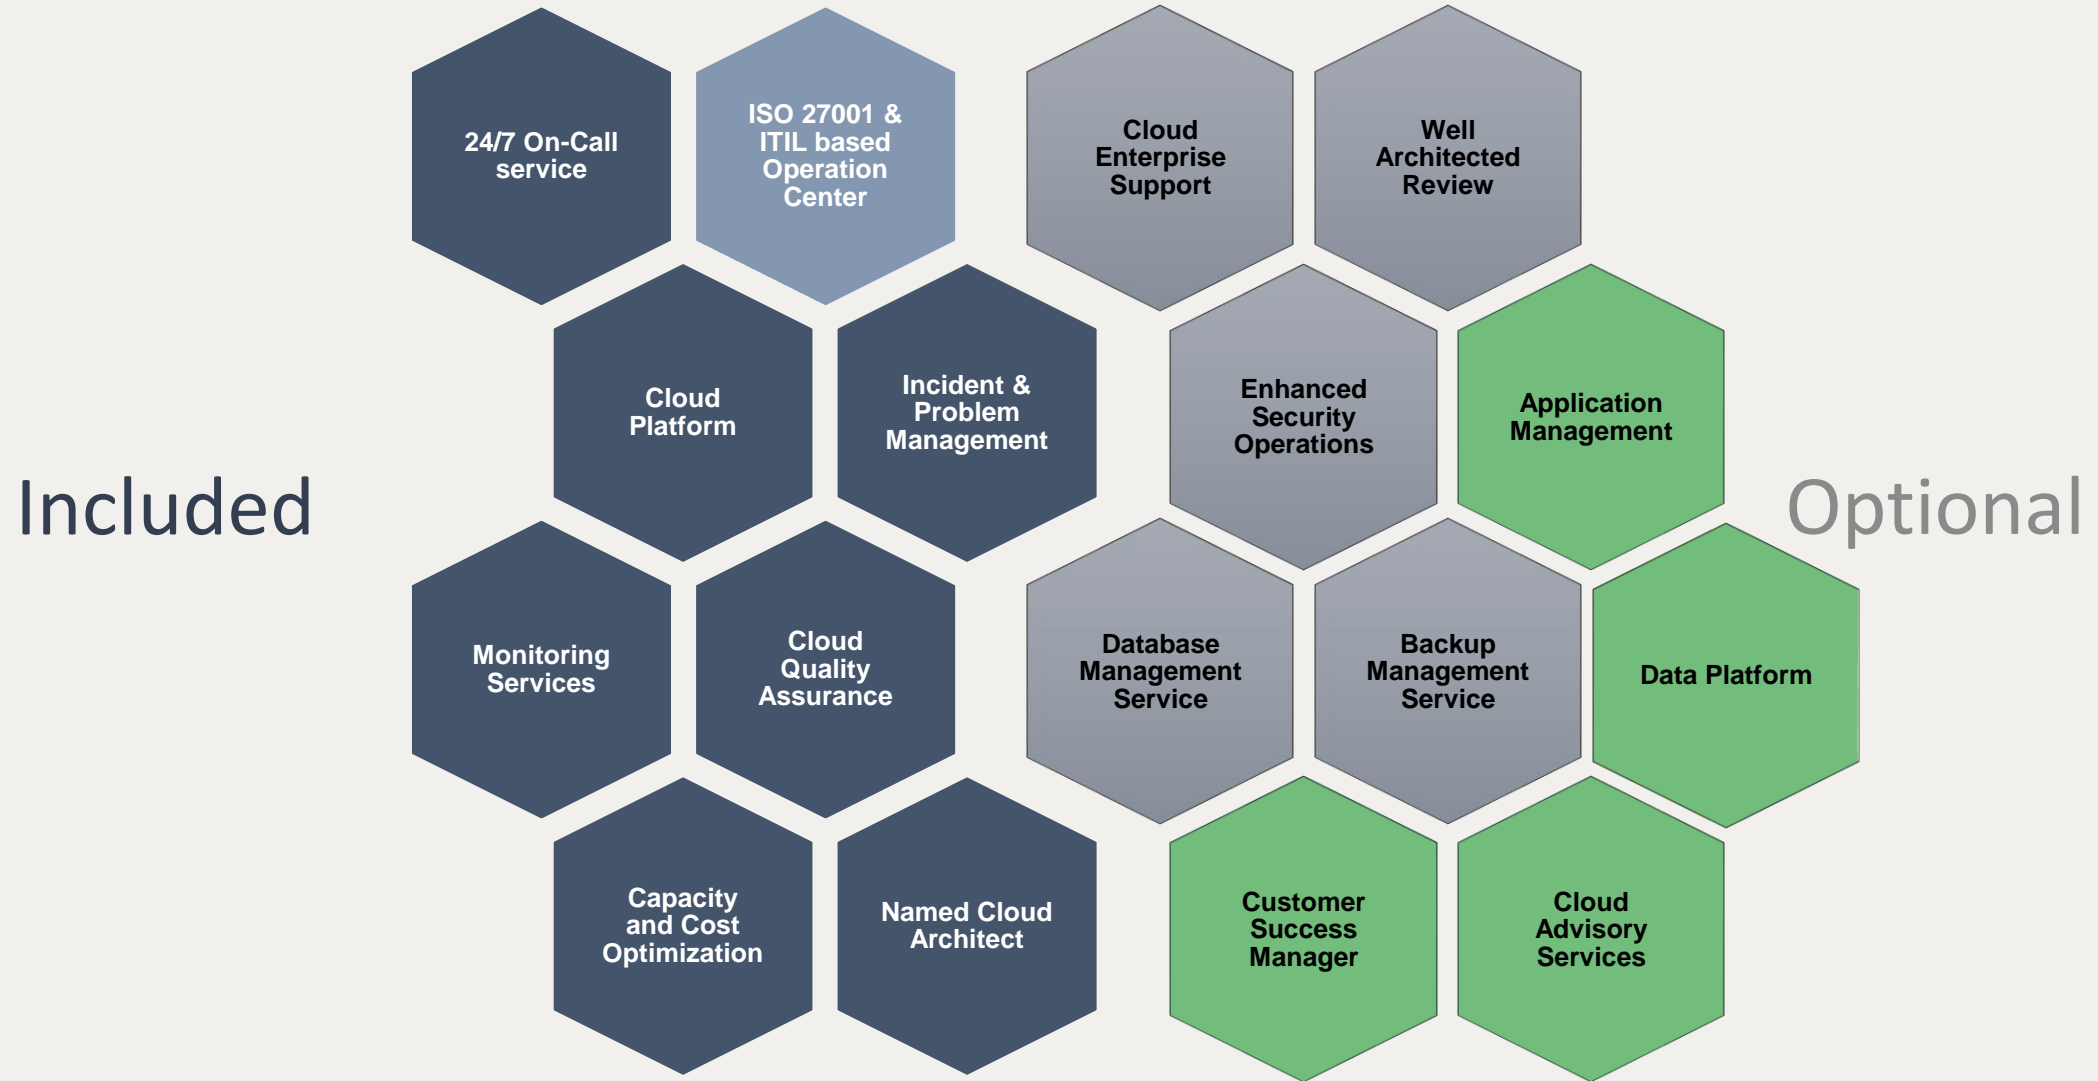 24/7 On-Call
service
ISO 27001 &
ITIL based
Operation
Center
Cloud
Enterprise
Support
Well
Architected
Review
Cloud
Platform
Incident &
Problem
Management
Enhanced
Security
Operations
Application
Management
Included
Optional
Monitoring
Services
Cloud
Quality
Assurance
Database
Management
Service
Backup
Management
Service
Data Platform
Capacity
and Cost
Optimization
Named Cloud
Architect
Customer
Success
Manager
Cloud
Advisory
Services